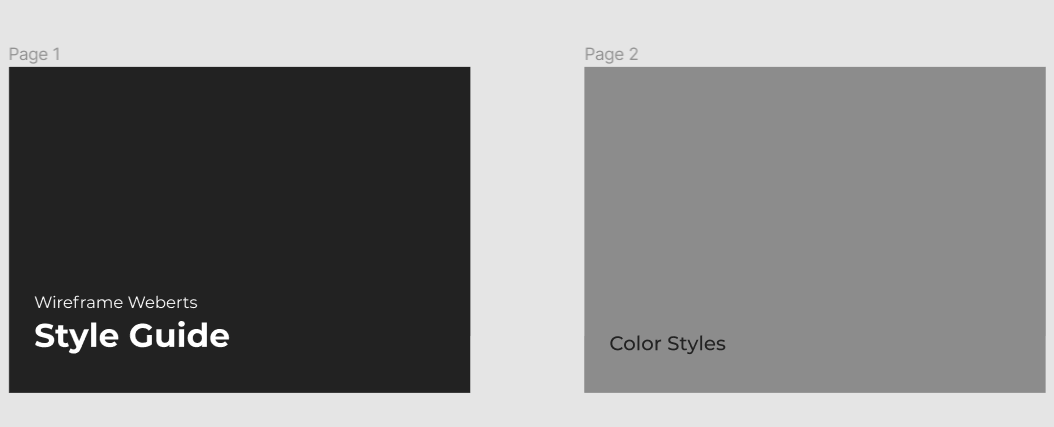 Page 1
Page 2
Wireframe Weberts
Style Guide
Color Styles